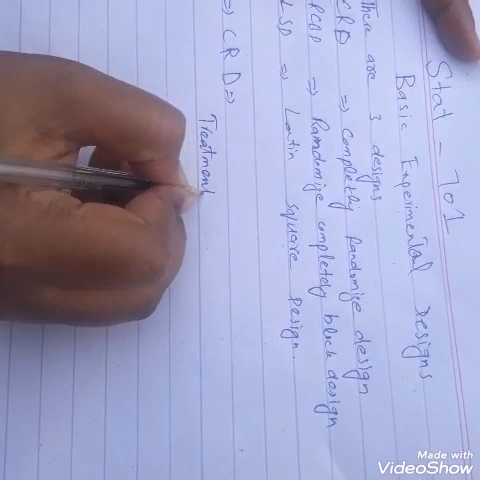 Stat - 701
Basic Experimental Designs.
There are 3 designs
CRD => Completely Randomize design
RCBD => Randomize completely block design
LSD => Latin square Design.
=> CRD =>
Treatment
Made with
VideoShow